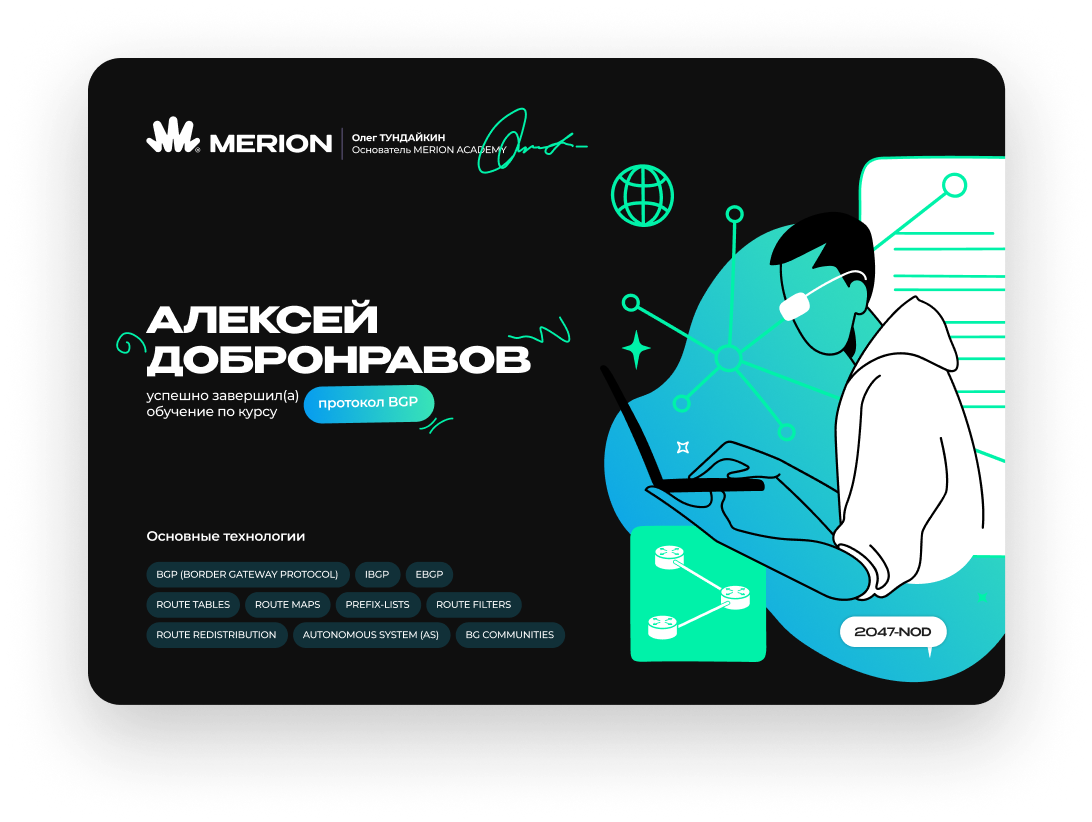 MERION
Олег ТУНДАЙКИН
Основатель MERION ACADEMY
АЛЕКСЕЙ
ДОБРОНРАВОВ
успешно завершил(а)
обучение по курсу
протокол BGP
Основные технологии
BGP (BORDER GATEWAY PROTOCOL) IBGP EBGP
ROUTE TABLES ROUTE MAPS PREFIX-LISTS ROUTE FILTERS
ROUTE REDISTRIBUTION AUTONOMOUS SYSTEM (AS) BG COMMUNITIES
2047-NOD